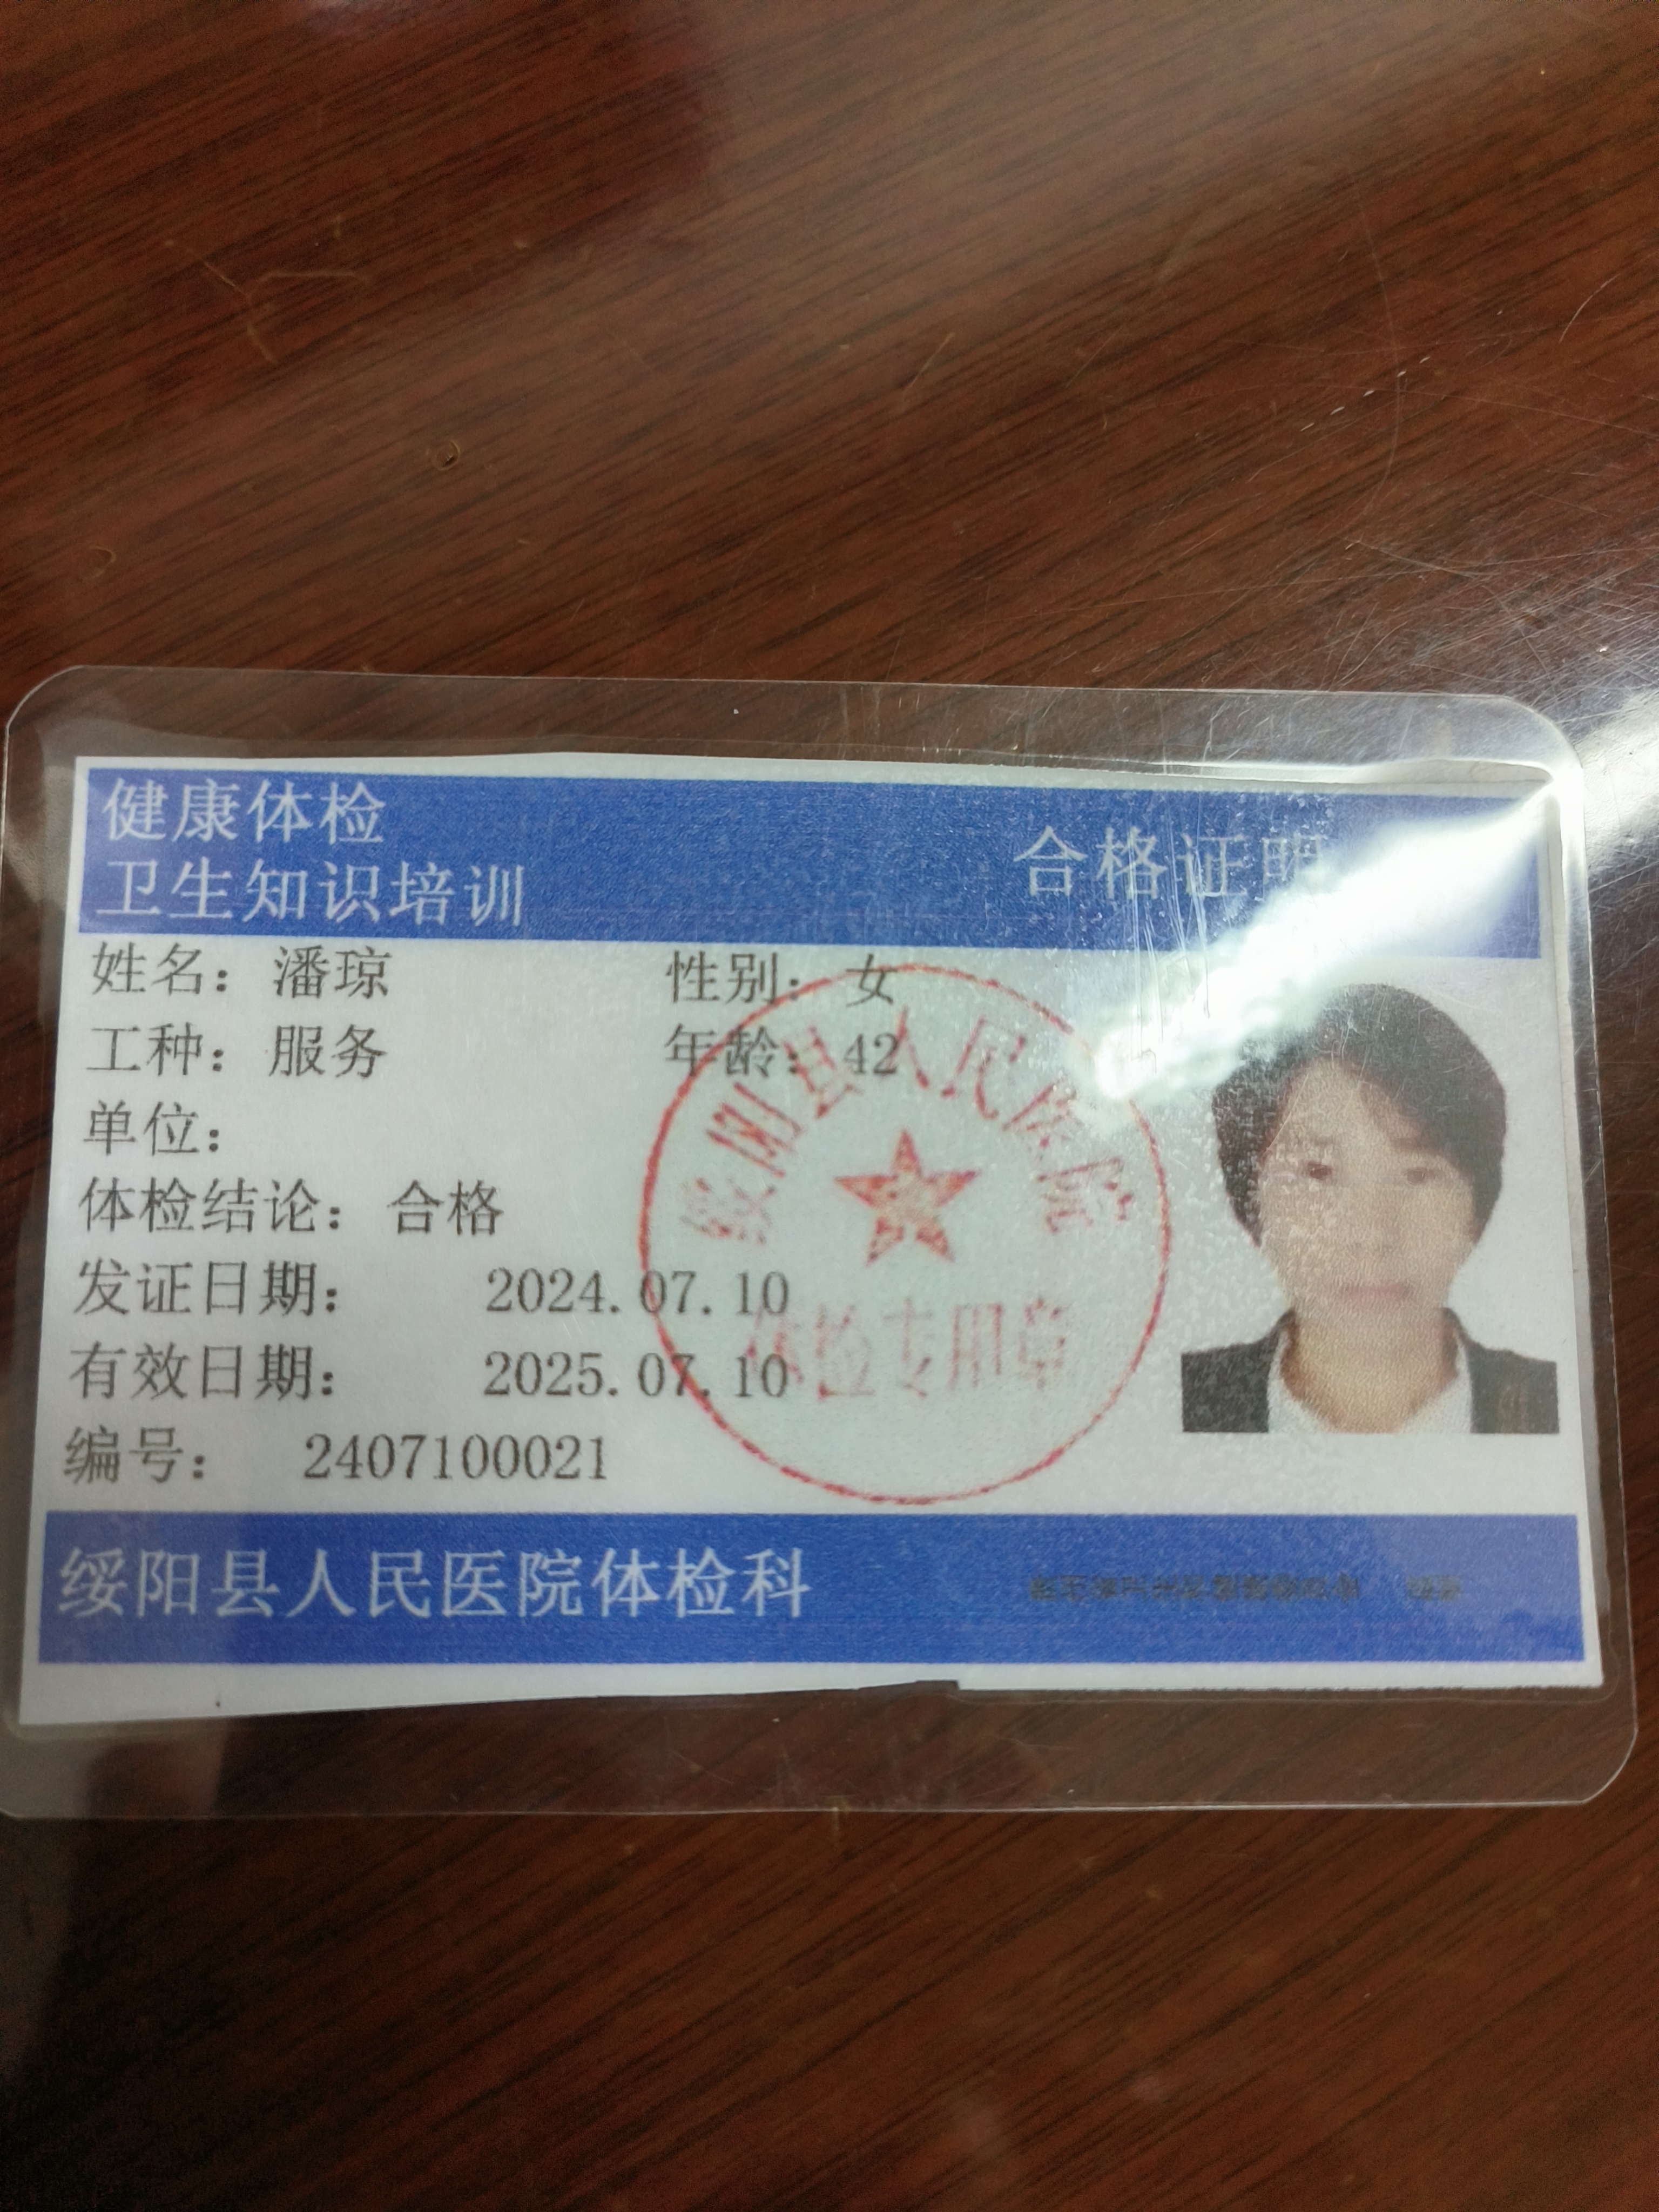 健康体检
卫生知识培训
合格证明
姓名：潘琼
性别：女
工种：服务
年龄：42
单位：
体检结论：合格
发证日期：2024.07.10
有效日期：2025.07.10
编号：2407100021
绥阳县人民医院
体检专用章
绥阳县人民医院体检科